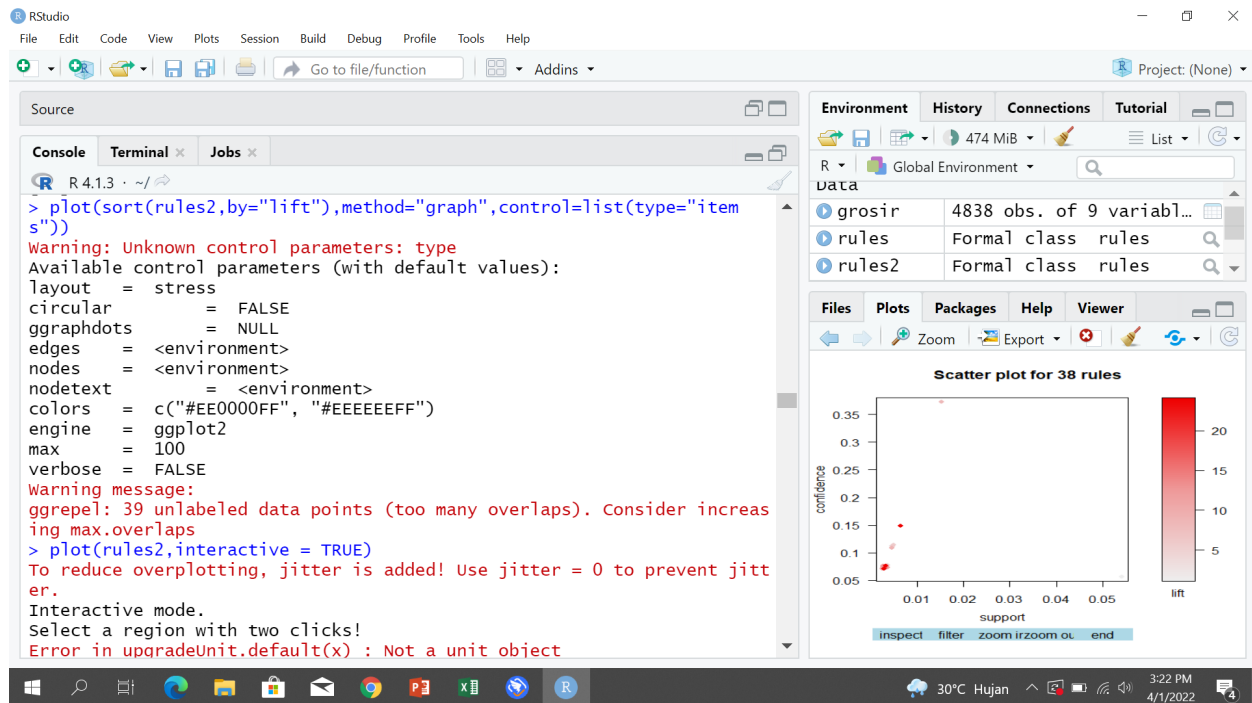 RStudio
File Edit Code View Plots Session Build Debug Profile Tools Help
Go to file/function Addins Project: (None)
Source
Console Terminal Jobs
R 4.1.3 · ~/
> plot(sort(rules2,by="lift"),method="graph",control=list(type="item
s"))
Warning: Unknown control parameters: type
Available control parameters (with default values):
layout = stress
circular = FALSE
ggraphdots = NULL
edges = <environment>
nodes = <environment>
nodetext = <environment>
colors = c("#EE0000FF", "#EEEEEEFF")
engine = ggplot2
max = 100
verbose = FALSE
Warning message:
ggrepel: 39 unlabeled data points (too many overlaps). Consider increas
ing max.overlaps
> plot(rules2,interactive = TRUE)
To reduce overplotting, jitter is added! Use jitter = 0 to prevent jitt
er.
Interactive mode.
Select a region with two clicks!
Error in upgradeUnit.default(x) : Not a unit object
Environment History Connections Tutorial
474 MiB List
R Global Environment
Data
grosir 4838 obs. of 9 variabl…
rules Formal class rules
rules2 Formal class rules
Files Plots Packages Help Viewer
Zoom Export
Scatter plot for 38 rules
0.35
0.3
0.25
0.2
0.15
0.1
0.05
confidence
0.01 0.02 0.03 0.04 0.05
support
20
15
10
5
lift
inspect filter zoom irzoom ou end
30°C Hujan
3:22 PM
4/1/2022
4